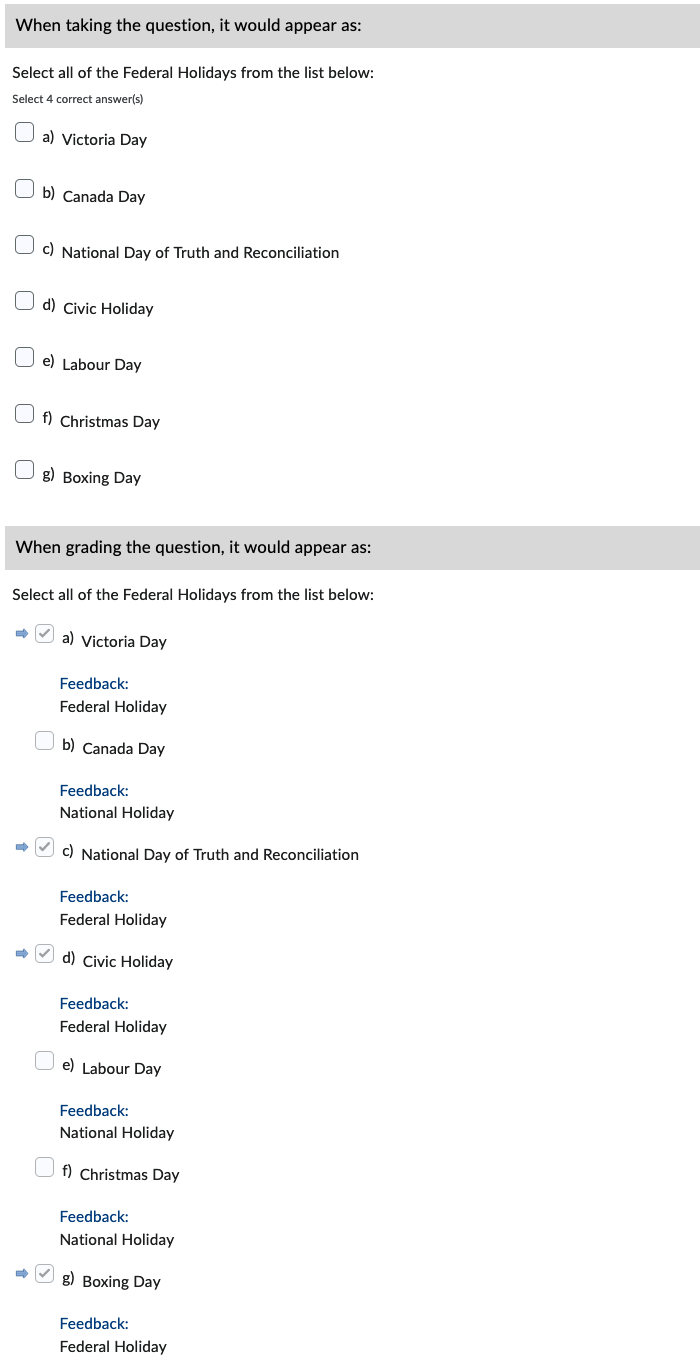 When taking the question, it would appear as:
Select all of the Federal Holidays from the list below:
Select 4 correct answer(s)
a) Victoria Day
b) Canada Day
c) National Day of Truth and Reconciliation
d) Civic Holiday
e) Labour Day
f) Christmas Day
g) Boxing Day
When grading the question, it would appear as:
Select all of the Federal Holidays from the list below:
a) Victoria Day
Feedback:
Federal Holiday
b) Canada Day
Feedback:
National Holiday
c) National Day of Truth and Reconciliation
Feedback:
Federal Holiday
d) Civic Holiday
Feedback:
Federal Holiday
e) Labour Day
Feedback:
National Holiday
f) Christmas Day
Feedback:
National Holiday
g) Boxing Day
Feedback:
Federal Holiday